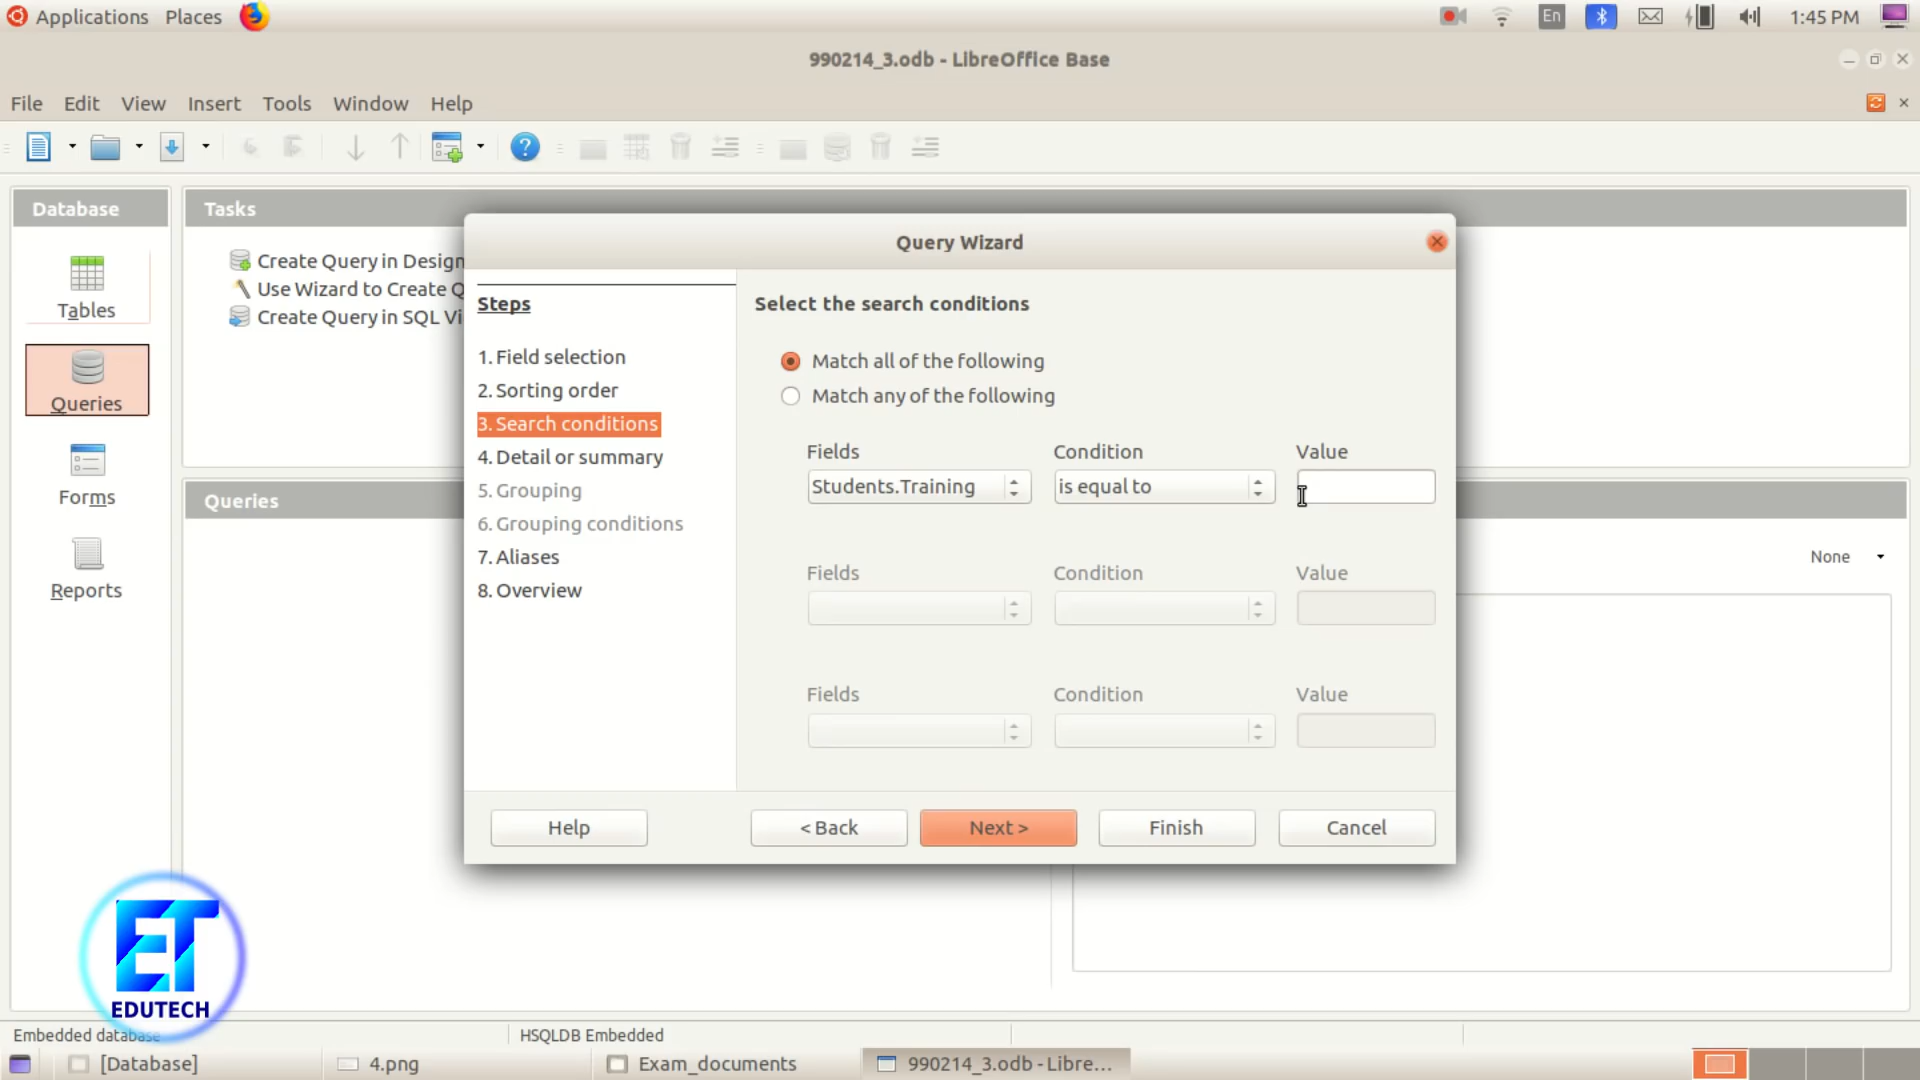 Applications Places En 1:45 PM
990214_3.odb - LibreOffice Base
File Edit View Insert Tools Window Help
Database
Tasks
Tables
Queries
Forms
Reports
Create Query in Design
Use Wizard to Create Q
Create Query in SQL Vi
Queries
None
Query Wizard
Steps
1. Field selection
2. Sorting order
3. Search conditions
4. Detail or summary
5. Grouping
6. Grouping conditions
7. Aliases
8. Overview
Select the search conditions
Match all of the following
Match any of the following
Fields Condition Value
Students.Training is equal to
Fields Condition Value
Fields Condition Value
Help < Back Next > Finish Cancel
ET
EDUTECH
Embedded database HSQLDB Embedded
[Database] 4.png Exam_documents 990214_3.odb - Libre...